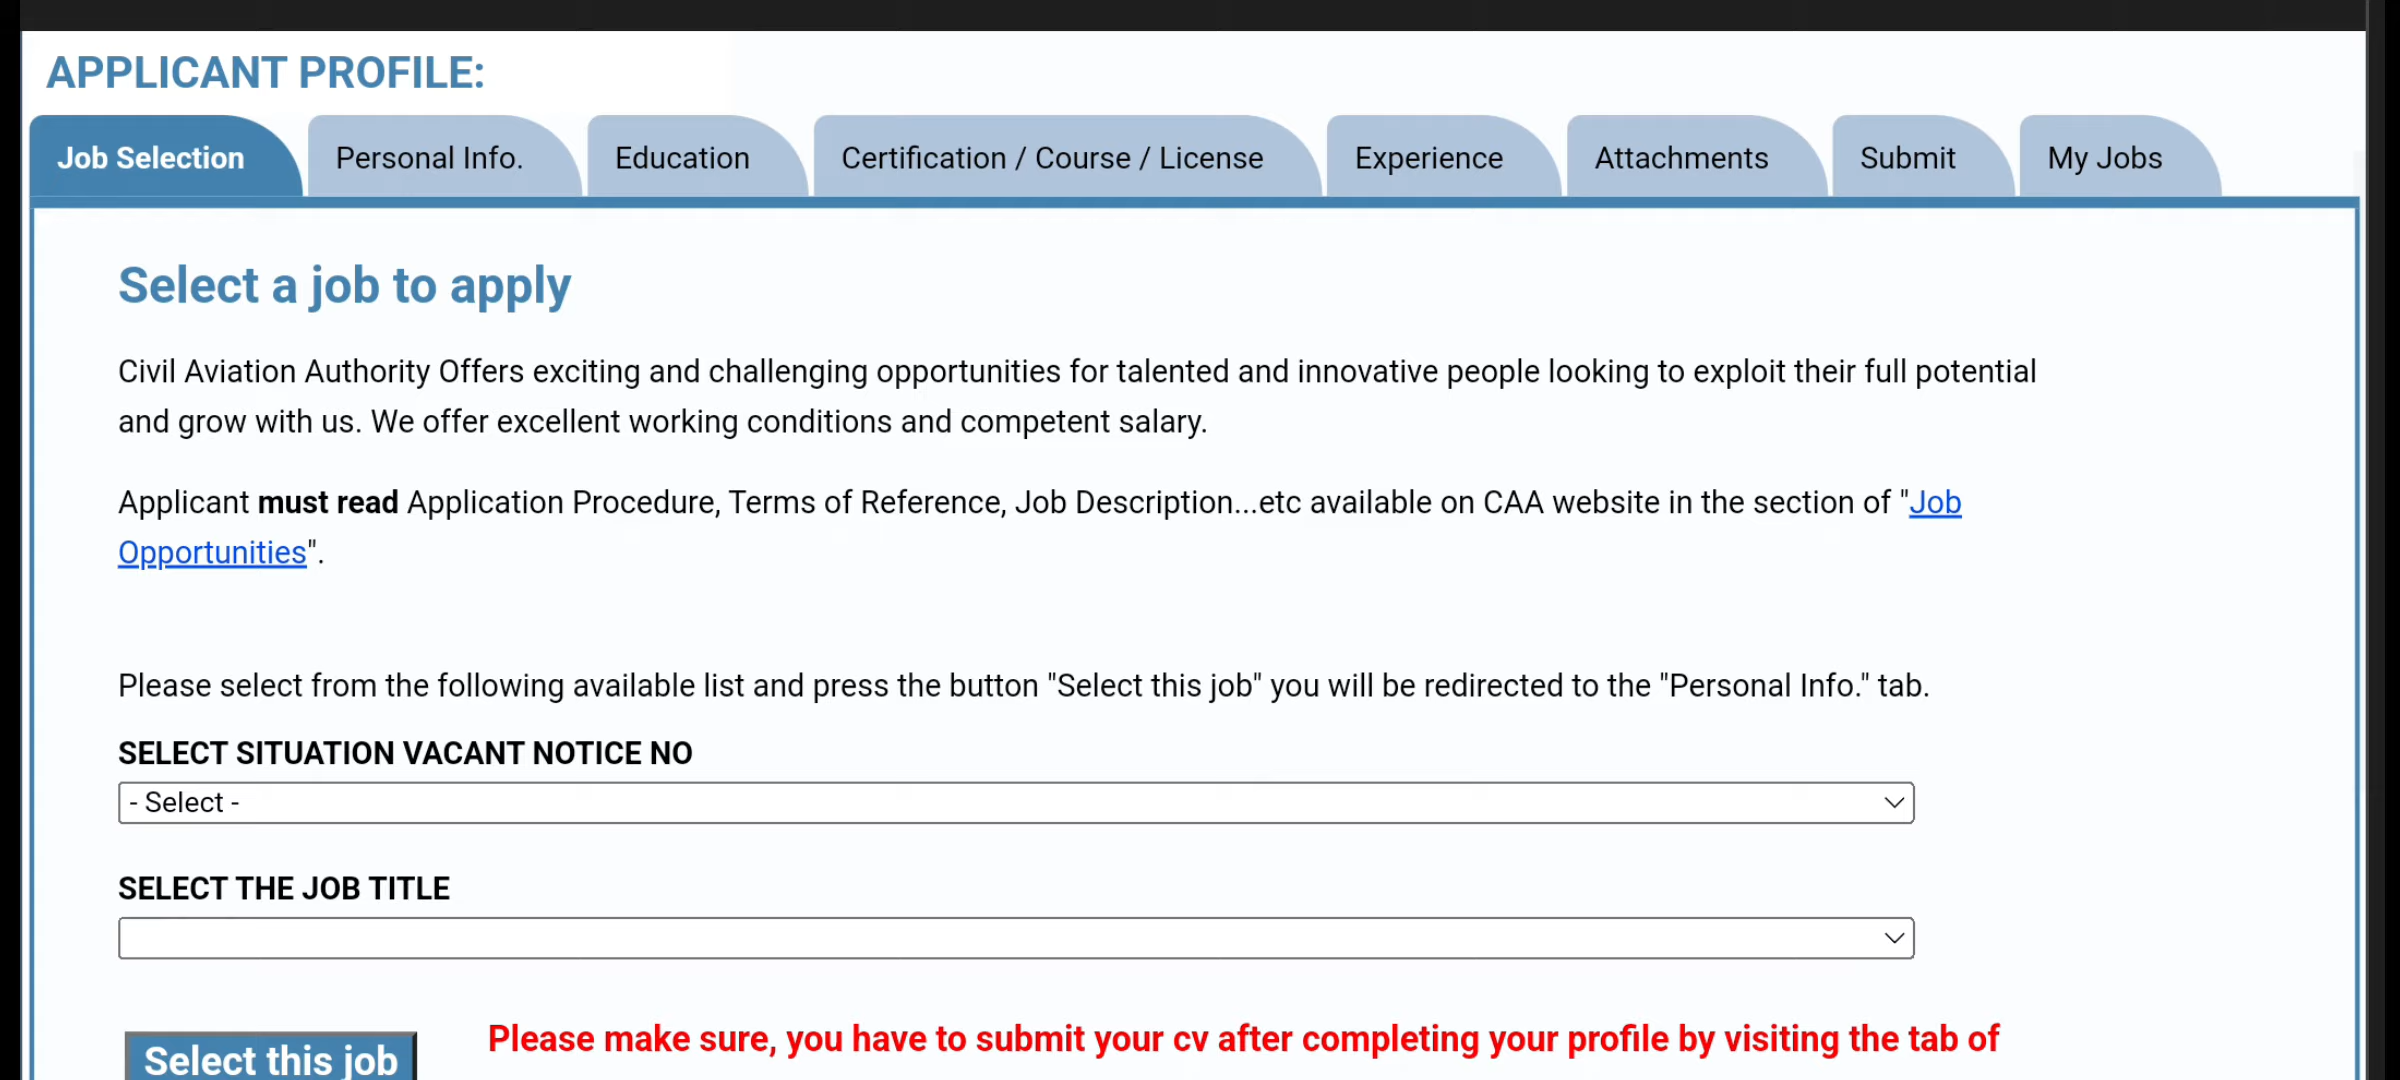 APPLICANT PROFILE:
Job Selection Personal Info. Education Certification / Course / License Experience Attachments Submit My Jobs
Select a job to apply
Civil Aviation Authority Offers exciting and challenging opportunities for talented and innovative people looking to exploit their full potential
and grow with us. We offer excellent working conditions and competent salary.
Applicant must read Application Procedure, Terms of Reference, Job Description...etc available on CAA website in the section of "Job
Opportunities".
Please select from the following available list and press the button "Select this job" you will be redirected to the "Personal Info." tab.
SELECT SITUATION VACANT NOTICE NO
- Select -
SELECT THE JOB TITLE
Select this job
Please make sure, you have to submit your cv after completing your profile by visiting the tab of